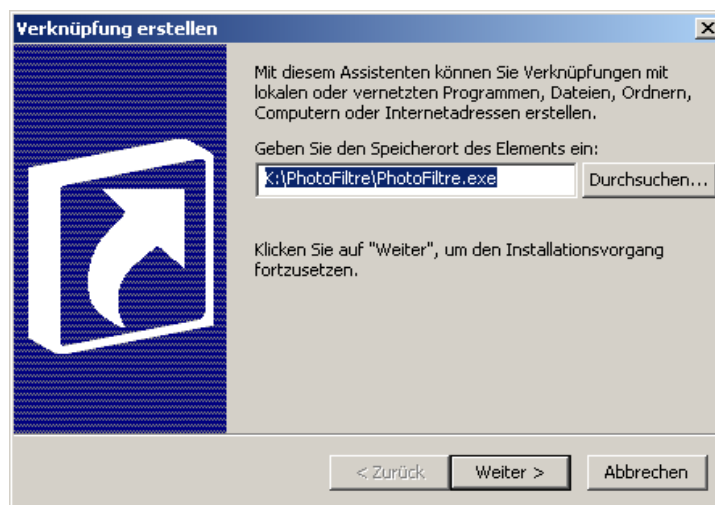 Verknüpfung erstellen
Mit diesem Assistenten können Sie Verknüpfungen mit
lokalen oder vernetzten Programmen, Dateien, Ordnern,
Computern oder Internetadressen erstellen.
Geben Sie den Speicherort des Elements ein:
K:\PhotoFiltre\PhotoFiltre.exe
Durchsuchen...
Klicken Sie auf "Weiter", um den Installationsvorgang
fortzusetzen.
< Zurück
Weiter >
Abbrechen